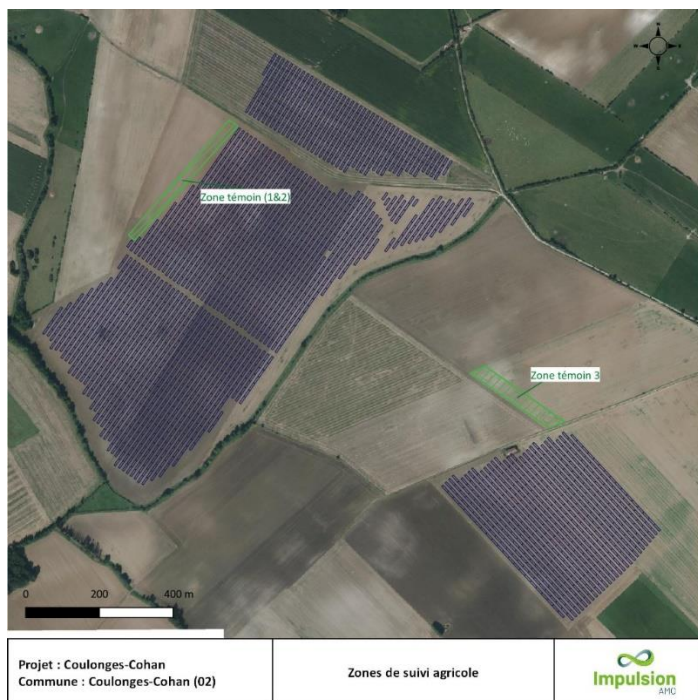 Zone témoin (1&2)
Zone témoin 3
0 200 400 m
Projet : Coulonges-Cohan
Commune : Coulonges-Cohan (02)
Zones de suivi agricole
Impulsion
AMO